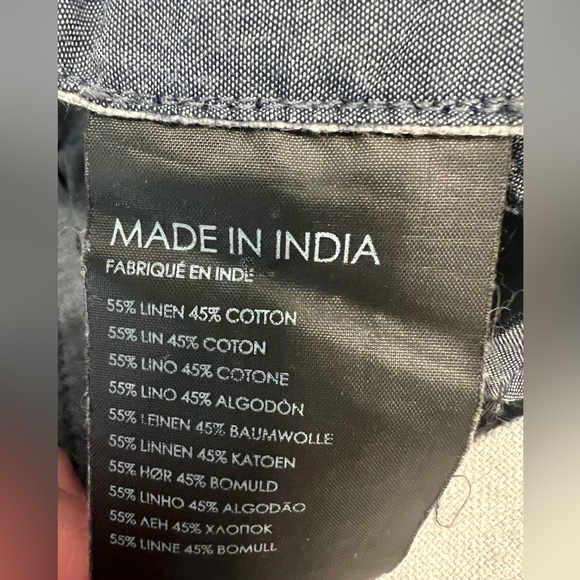 MADE IN INDIA
FABRIQUÉ EN INDE
55% LINEN 45% COTTON
55% LIN 45% COTON
55% LINO 45% COTONE
55% LINO 45% ALGODÓN
55% LEINEN 45% BAUMWOLLE
55% LINNEN 45% KATOEN
55% HØR 45% BOMULD
55% LINHO 45% ALGODÃO
55% ЛЕН 45% ХЛОПОК
55% LINNE 45% BOMULL